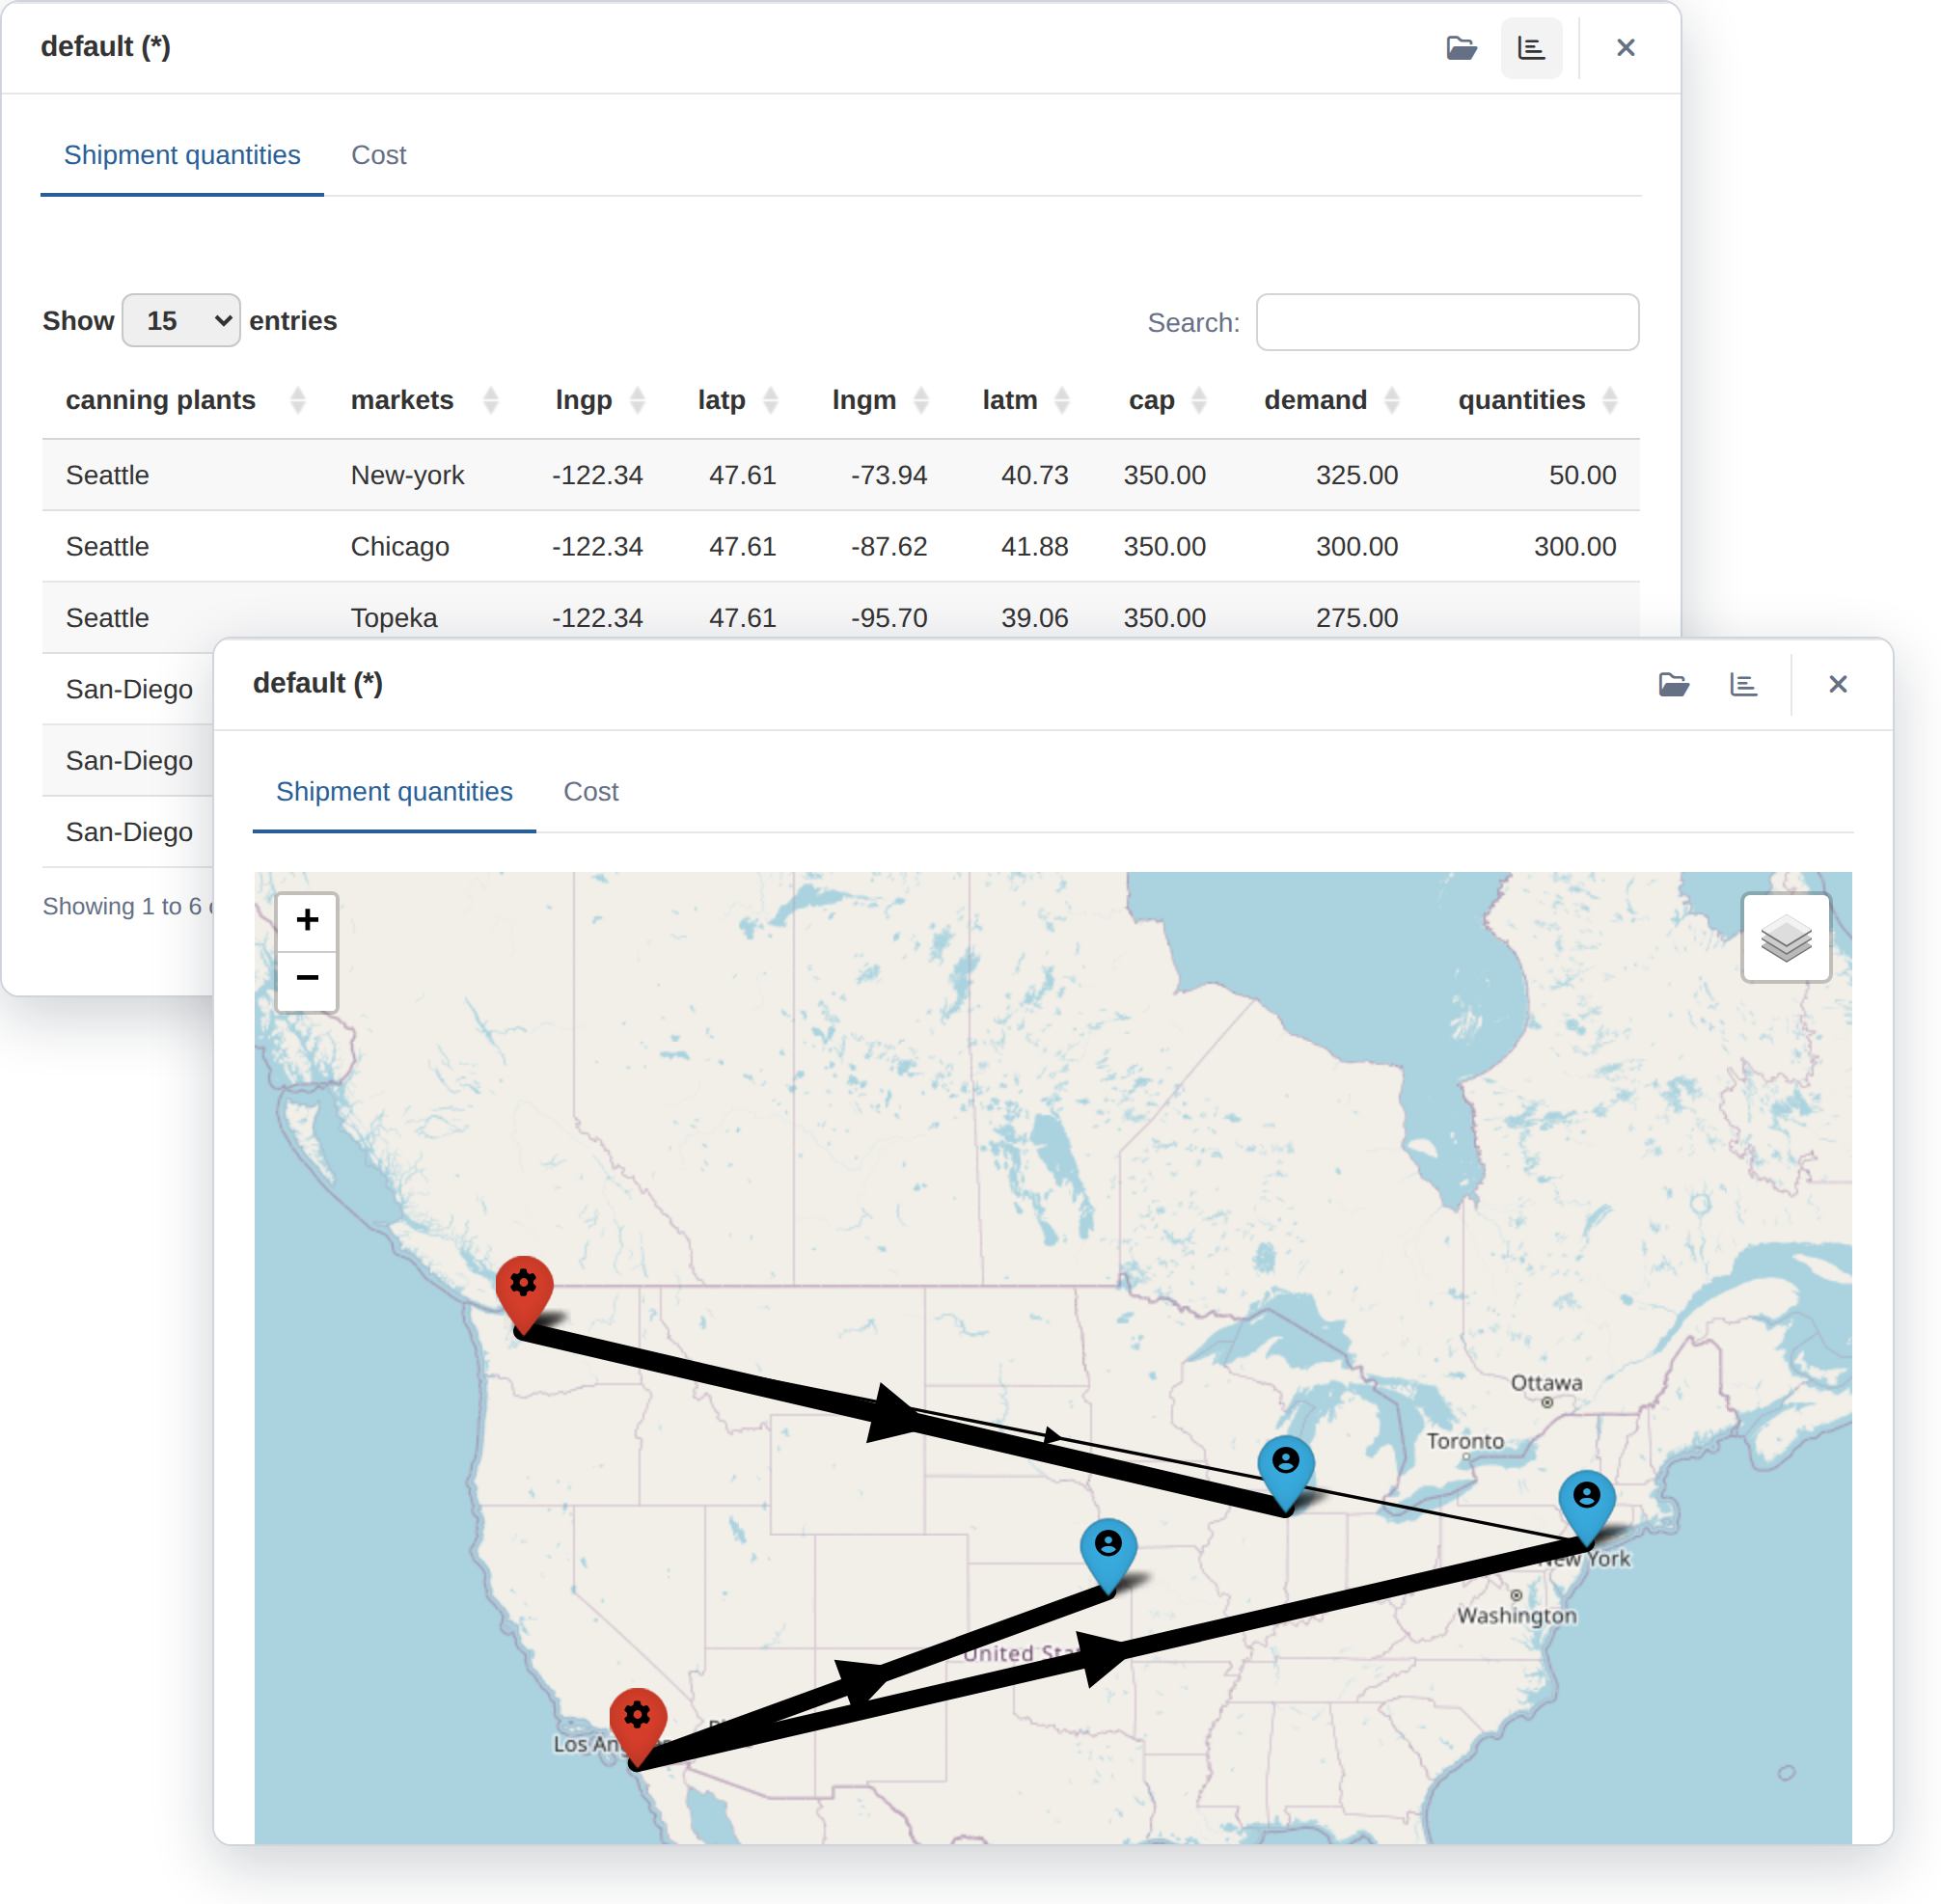 default (*)
Shipment quantities Cost
Show 15 entries Search:
canning plants markets lngp latp lngm latm cap demand quantities
Seattle New-york -122.34 47.61 -73.94 40.73 350.00 325.00 50.00
Seattle Chicago -122.34 47.61 -87.62 41.88 350.00 300.00 300.00
Seattle Topeka -122.34 47.61 -95.70 39.06 350.00 275.00
San-Diego
San-Diego
San-Diego
Showing 1 to 6
default (*)
Shipment quantities Cost
+
−
Ottawa
Toronto
New York
Washington
United
Los